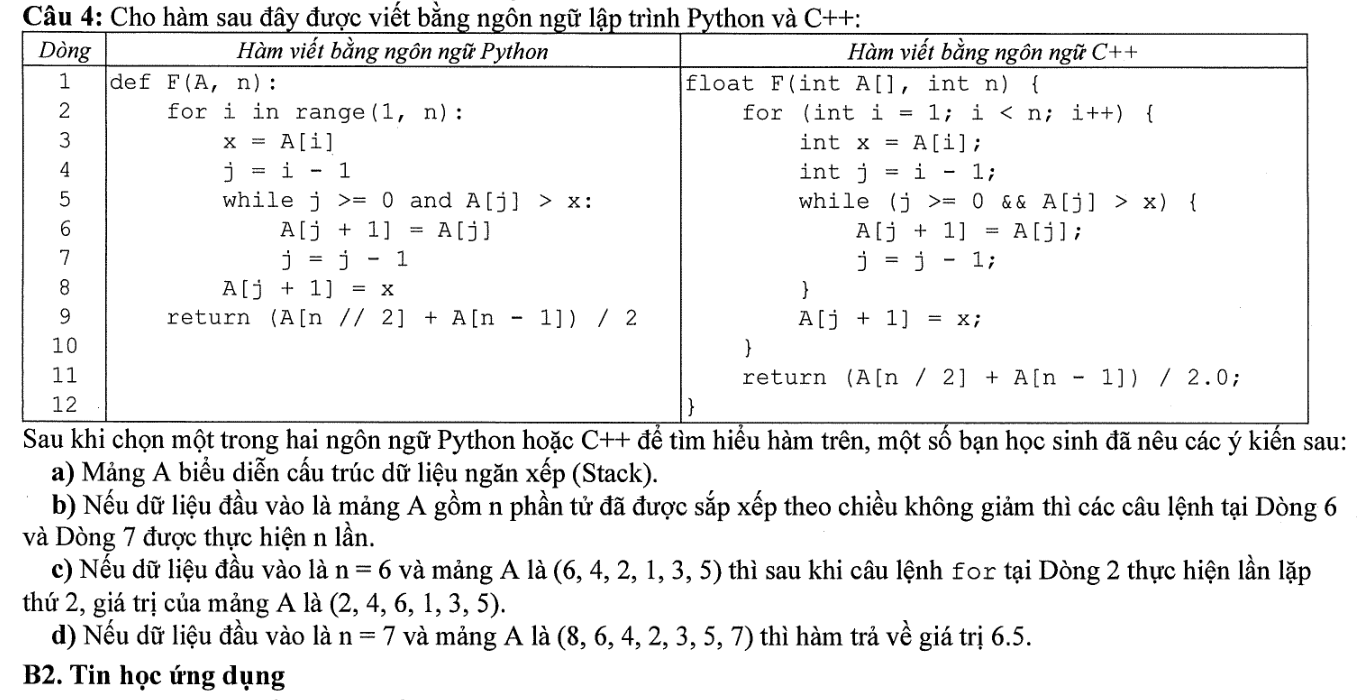 Câu 4: Cho hàm sau đây được viết bằng ngôn ngữ lập trình Python và C++:
Dòng Hàm viết bằng ngôn ngữ Python Hàm viết bằng ngôn ngữ C++
1 def F(A, n): float F(int A[], int n) {
2 for i in range(1, n): for (int i = 1; i < n; i++) {
3 x = A[i] int x = A[i];
4 j = i - 1 int j = i - 1;
5 while j >= 0 and A[j] > x: while (j >= 0 && A[j] > x) {
6 A[j + 1] = A[j] A[j + 1] = A[j];
7 j = j - 1 j = j - 1;
8 A[j + 1] = x }
9 return (A[n // 2] + A[n - 1]) / 2 A[j + 1] = x;
10 }
11 return (A[n / 2] + A[n - 1]) / 2.0;
12 }
Sau khi chọn một trong hai ngôn ngữ Python hoặc C++ để tìm hiểu hàm trên, một số bạn học sinh đã nêu các ý kiến sau:
a) Mảng A biểu diễn cấu trúc dữ liệu ngăn xếp (Stack).
b) Nếu dữ liệu đầu vào là mảng A gồm n phần tử đã được sắp xếp theo chiều không giảm thì các câu lệnh tại Dòng 6
và Dòng 7 được thực hiện n lần.
c) Nếu dữ liệu đầu vào là n = 6 và mảng A là (6, 4, 2, 1, 3, 5) thì sau khi câu lệnh for tại Dòng 2 thực hiện lần lặp
thứ 2, giá trị của mảng A là (2, 4, 6, 1, 3, 5).
d) Nếu dữ liệu đầu vào là n = 7 và mảng A là (8, 6, 4, 2, 3, 5, 7) thì hàm trả về giá trị 6.5.
B2. Tin học ứng dụng